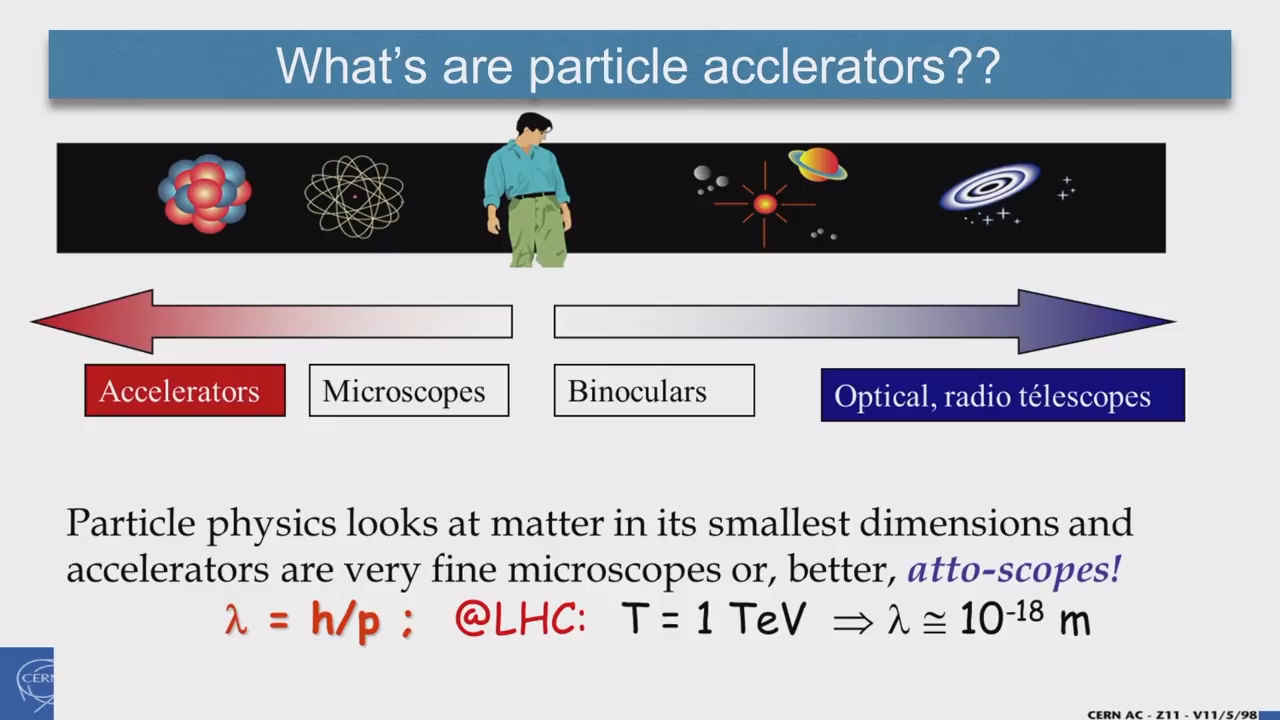 What's are particle acclerators??
Accelerators
Microscopes
Binoculars
Optical, radio télescopes
Particle physics looks at matter in its smallest dimensions and
accelerators are very fine microscopes or, better, atto-scopes!
λ = h/p ; @LHC: T = 1 TeV ⇒ λ ≅ 10⁻¹⁸ m
CERN
CERN AC - Z11 - V11/5/98